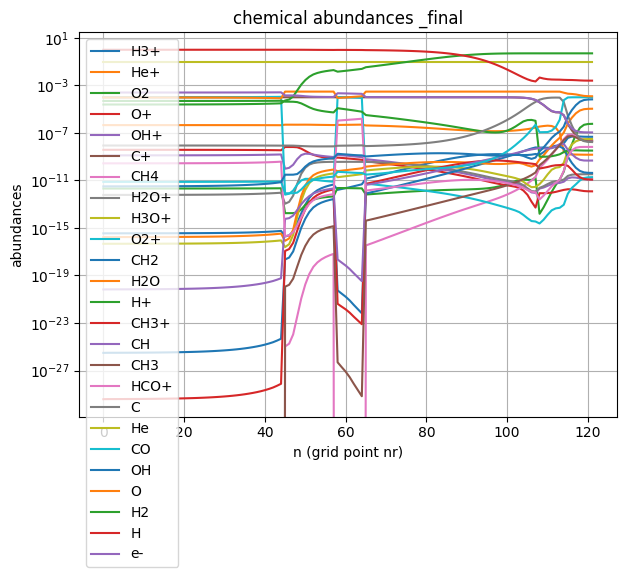 chemical abundances _final
abundances
10^1
10^-3
10^-7
10^-11
10^-15
10^-19
10^-23
10^-27
H3+
He+
O2
O+
OH+
C+
CH4
H2O+
H3O+
O2+
CH2
H2O
H+
CH3+
CH
CH3
HCO+
C
He
CO
OH
O
H2
H
e-
0 20 40 60 80 100 120
n (grid point nr)